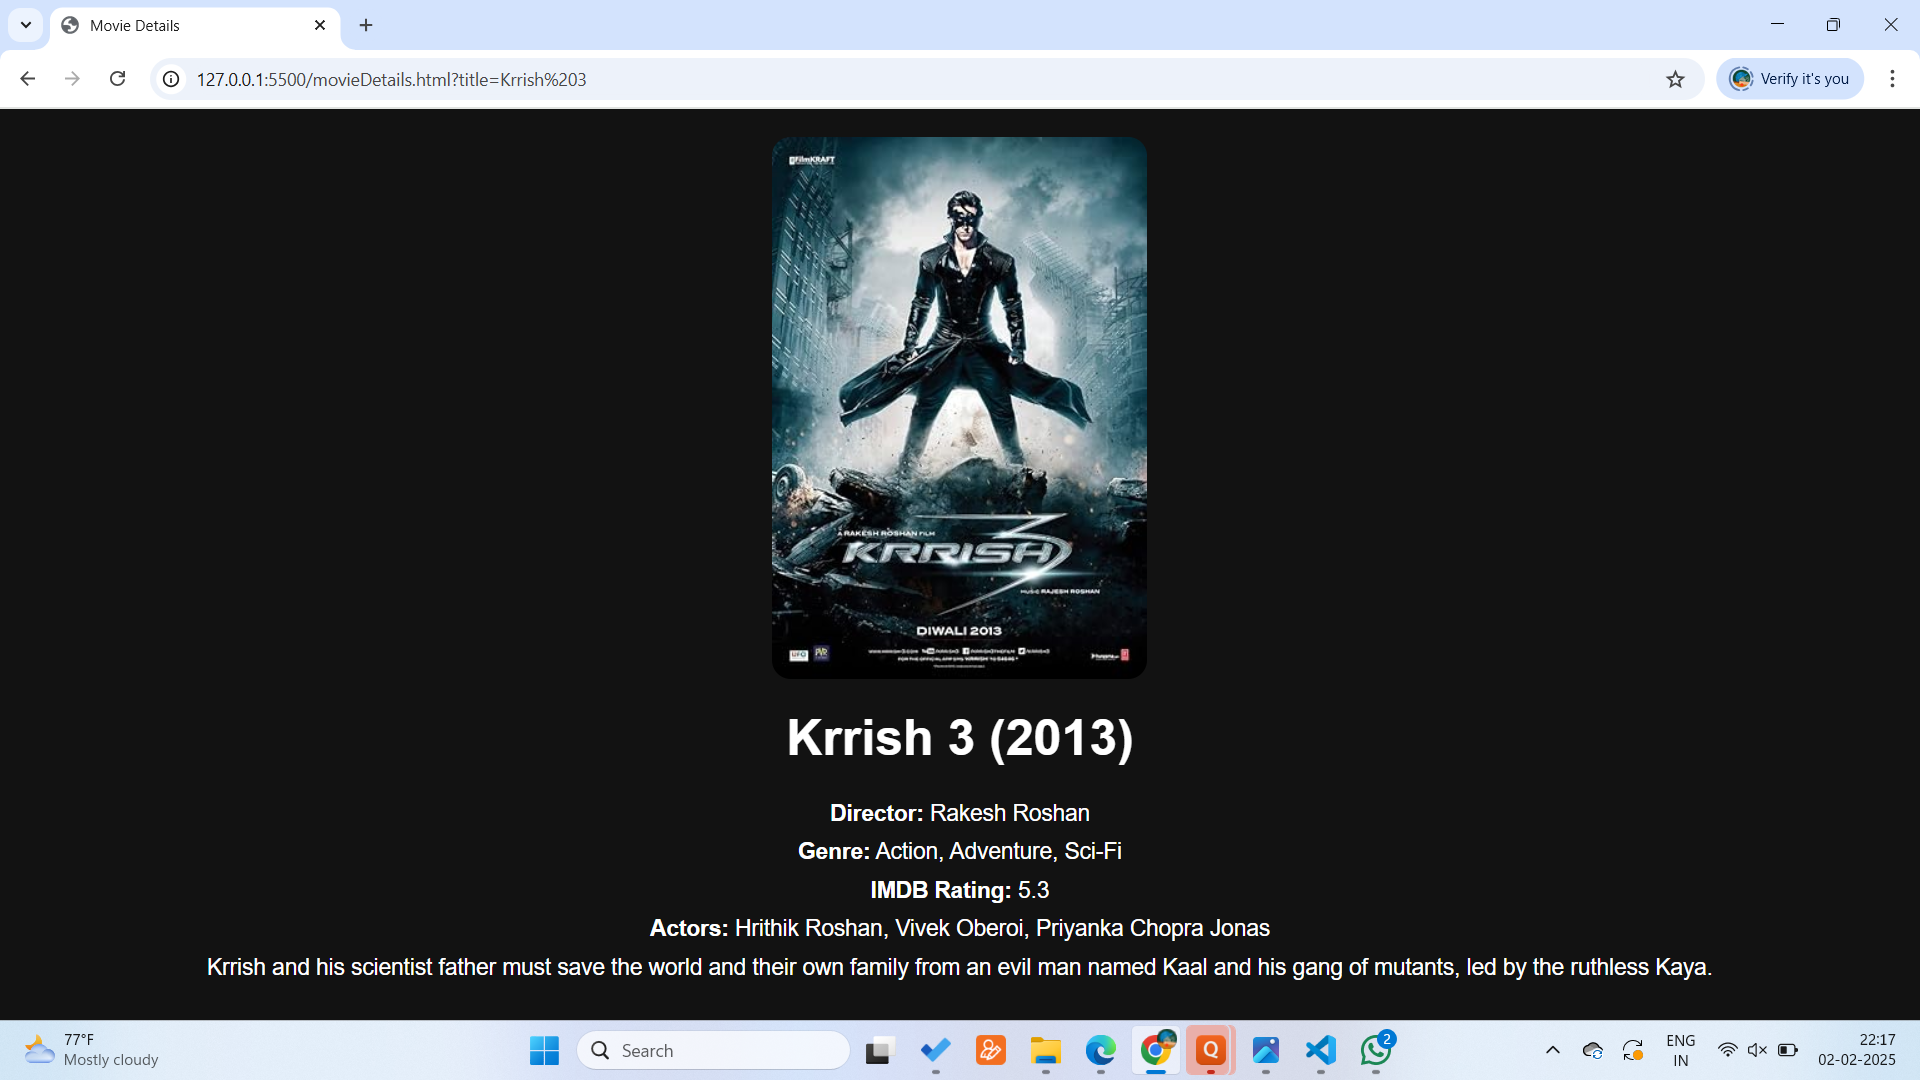 Movie Details
127.0.0.1:5500/movieDetails.html?title=Krrish%203
Verify it's you
FilmKRAFT
A RAKESH ROSHAN FILM
KRRISH 3
MUSIC RAJESH ROSHAN
DIWALI 2013
UFO
PVR
Krrish 3 (2013)
Director: Rakesh Roshan
Genre: Action, Adventure, Sci-Fi
IMDB Rating: 5.3
Actors: Hrithik Roshan, Vivek Oberoi, Priyanka Chopra Jonas
Krrish and his scientist father must save the world and their own family from an evil man named Kaal and his gang of mutants, led by the ruthless Kaya.
77°F
Mostly cloudy
Search
Q
2
ENG
IN
22:17
02-02-2025